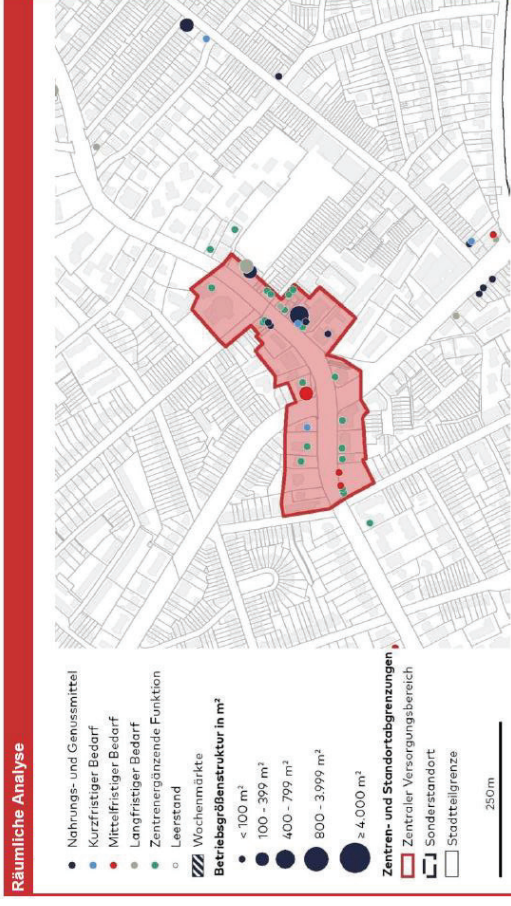 Räumliche Analyse
Nahrungs- und Genussmittel
Kurzfristiger Bedarf
Mittelfristiger Bedarf
Langfristiger Bedarf
Zentrenergänzende Funktion
Leerstand
Wochenmärkte
Betriebsgrößenstruktur in m²
< 100 m²
100 - 399 m²
400 - 799 m²
800 - 3.999 m²
≥ 4.000 m²
Zentren- und Standortabgrenzungen
Zentraler Versorgungsbereich
Sonderstandort
Stadtteilgrenze
250m